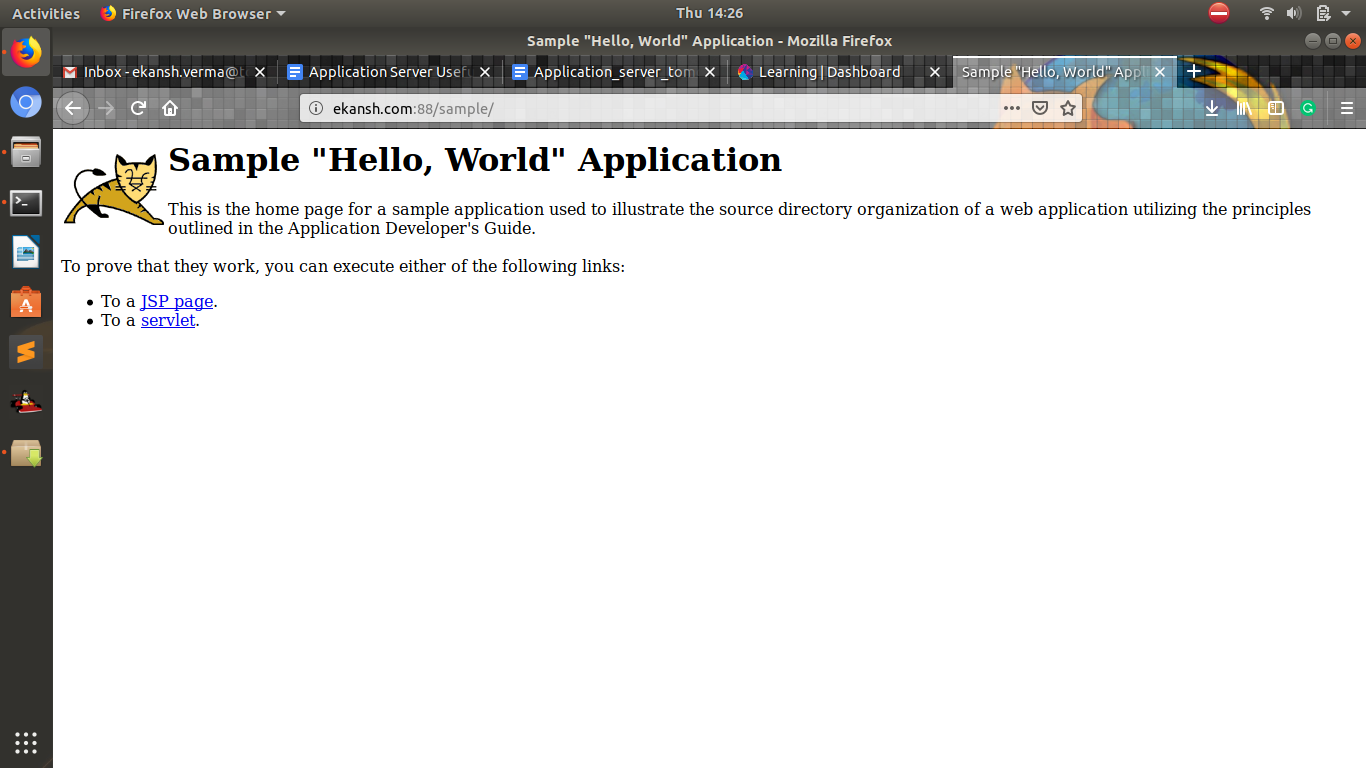 Activities Firefox Web Browser Thu 14:26
Sample "Hello, World" Application - Mozilla Firefox
Inbox - ekansh.verma@t Application Server Usef Application_server_tom Learning | Dashboard Sample "Hello, World" Appl
ekansh.com:88/sample/
Sample "Hello, World" Application
This is the home page for a sample application used to illustrate the source directory organization of a web application utilizing the principles
outlined in the Application Developer's Guide.
To prove that they work, you can execute either of the following links:
• To a JSP page.
• To a servlet.